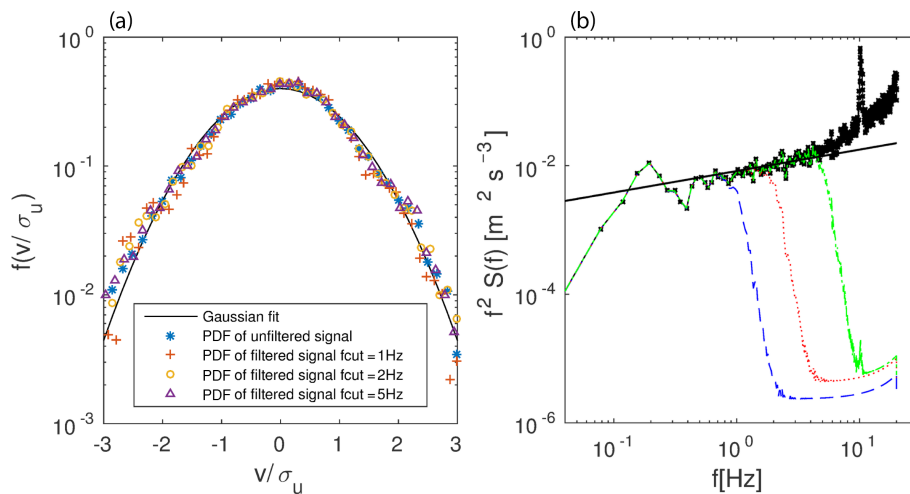 (a)
10^0
10^-1
10^-2
10^-3
f(v/σ_u)
-3 -2 -1 0 1 2 3
v/σ_u
Gaussian fit
PDF of unfiltered signal
PDF of filtered signal fcut = 1Hz
PDF of filtered signal fcut = 2Hz
PDF of filtered signal fcut = 5Hz
(b)
10^0
10^-2
10^-4
10^-6
f^2 S(f) [m^2 s^-3]
10^-1 10^0 10^1
f[Hz]